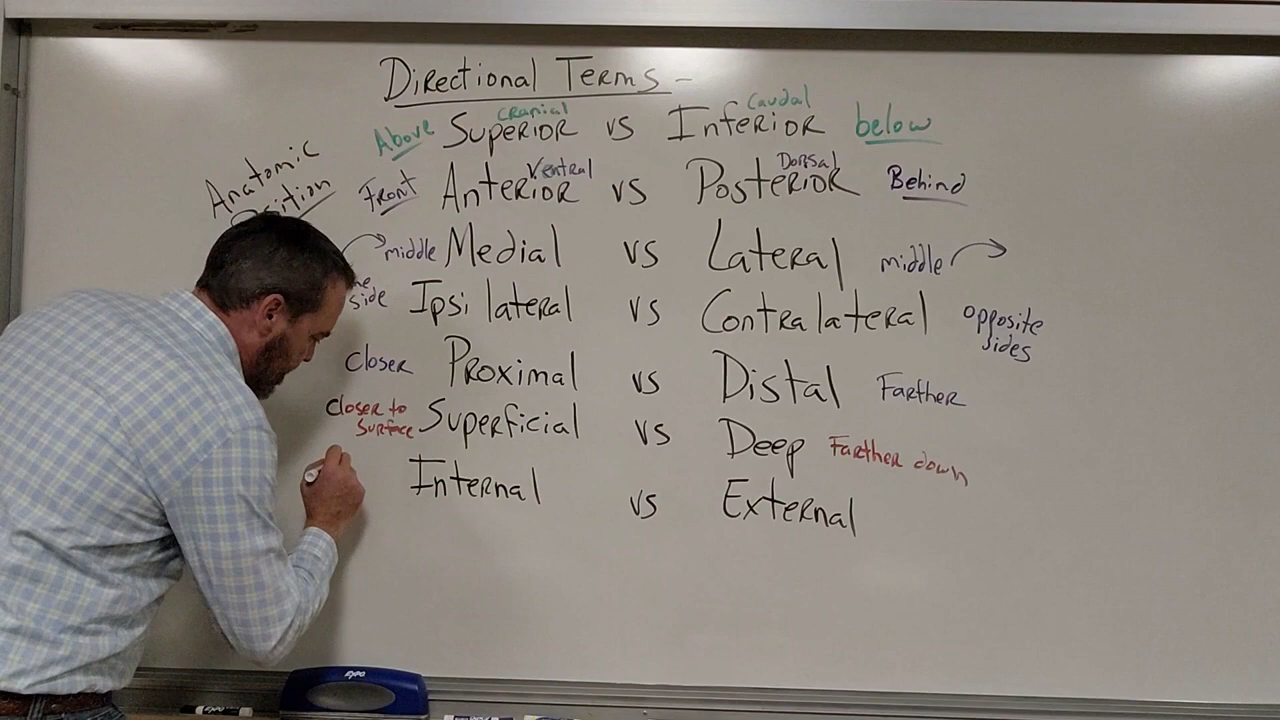 Directional Terms -
Above Superior cranial vs Inferior Caudal below
Anatomic
Front Anterior Ventral vs Posterior Dorsal Behind
middle Medial vs Lateral middle
side Ipsi lateral vs Contralateral opposite sides
closer Proximal vs Distal Farther
closer to surface Superficial vs Deep Farther down
Internal vs External
EXPO
EXPO